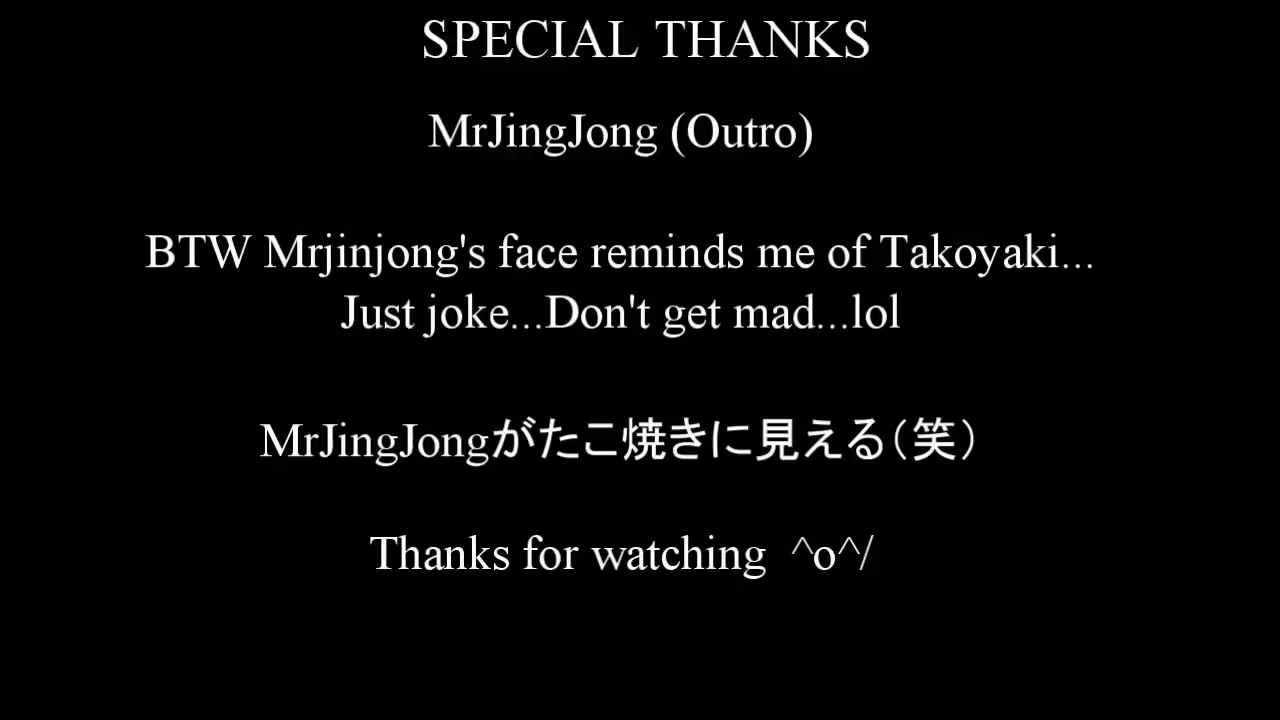 SPECIAL THANKS
MrJingJong (Outro)
BTW Mrjinjong's face reminds me of Takoyaki...
Just joke...Don't get mad...lol
MrJingJongがたこ焼きに見える（笑）
Thanks for watching  ^o^/